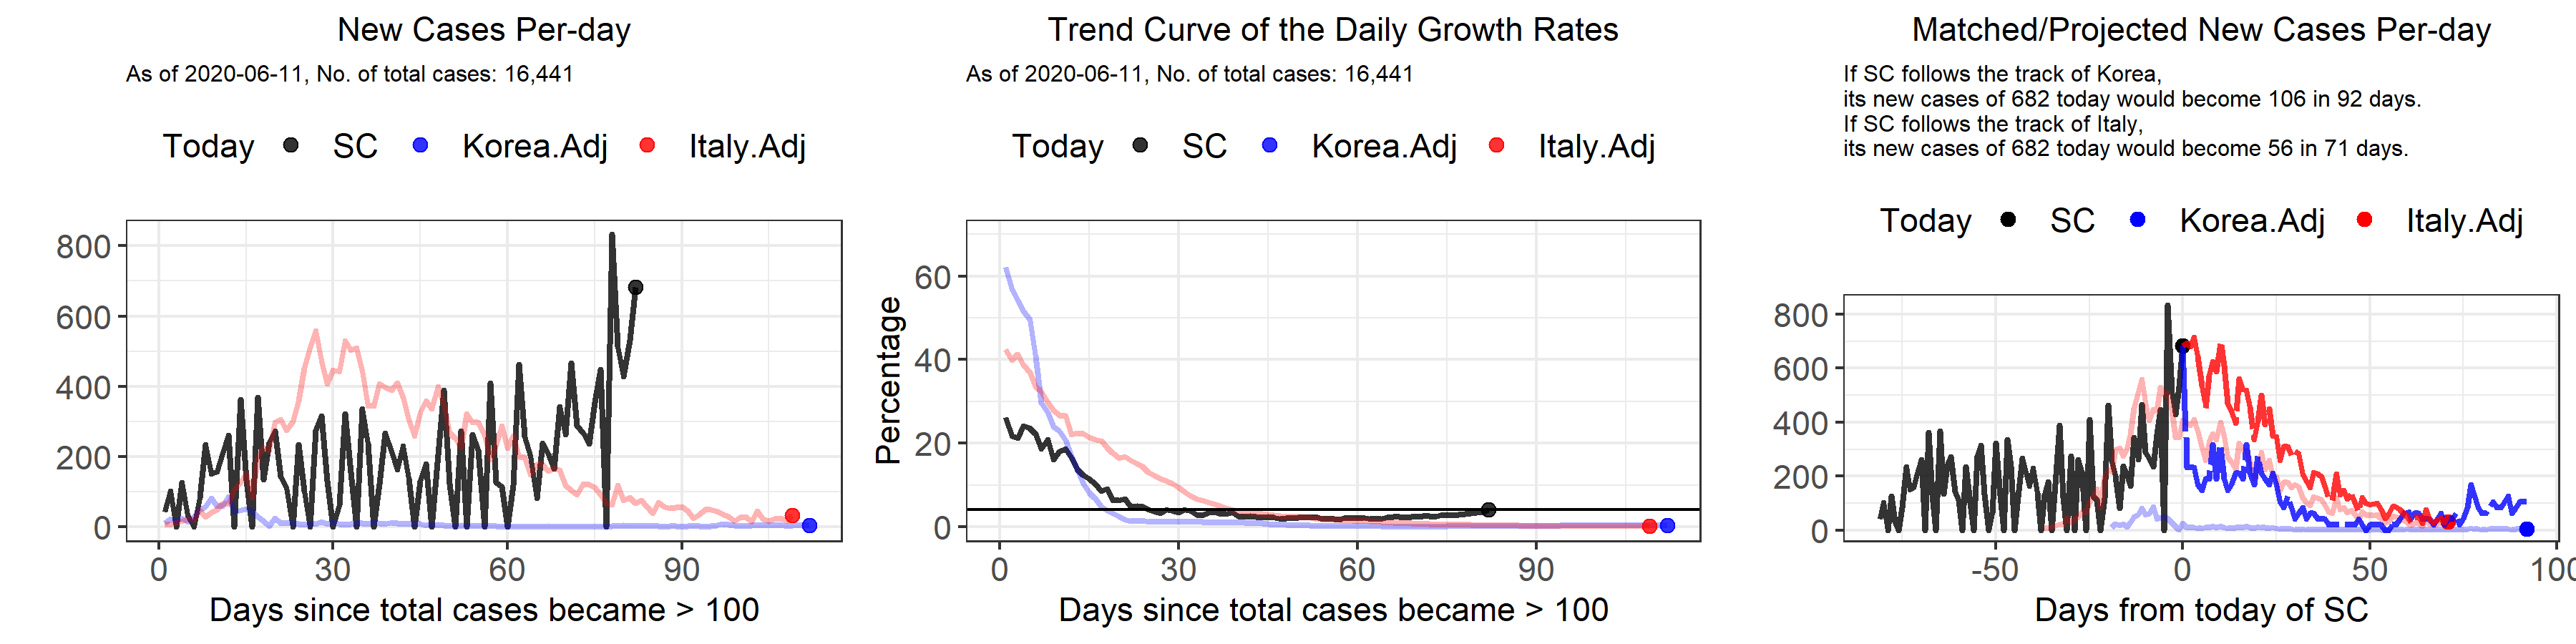 New Cases Per-day
As of 2020-06-11, No. of total cases: 16,441
Today SC Korea.Adj Italy.Adj
800
600
400
200
0
0 30 60 90
Days since total cases became > 100
Trend Curve of the Daily Growth Rates
As of 2020-06-11, No. of total cases: 16,441
Today SC Korea.Adj Italy.Adj
Percentage
60
40
20
0
0 30 60 90
Days since total cases became > 100
Matched/Projected New Cases Per-day
If SC follows the track of Korea,
its new cases of 682 today would become 106 in 92 days.
If SC follows the track of Italy,
its new cases of 682 today would become 56 in 71 days.
Today SC Korea.Adj Italy.Adj
800
600
400
200
0
-50 0 50 100
Days from today of SC